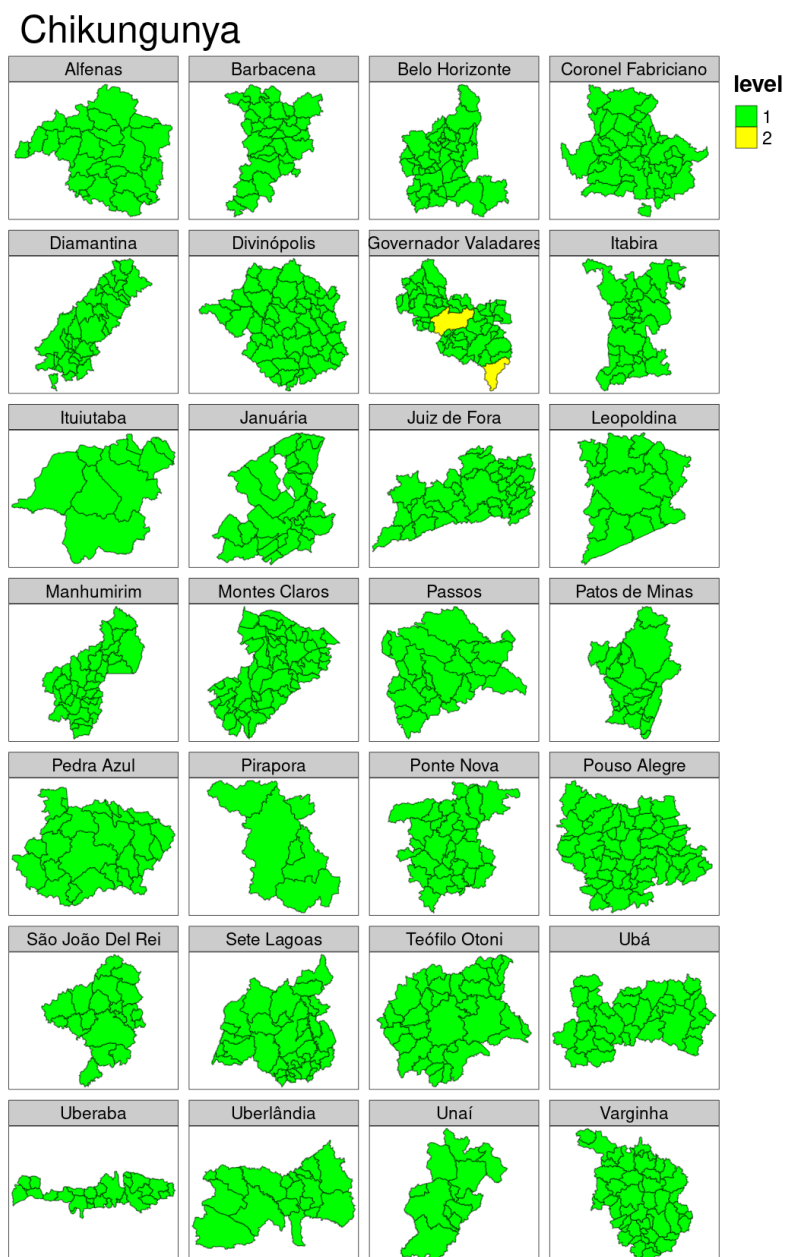 Chikungunya
Alfenas
Barbacena
Belo Horizonte
Coronel Fabriciano
level
1
2
Diamantina
Divinópolis
Governador Valadares
Itabira
Ituiutaba
Januária
Juiz de Fora
Leopoldina
Manhumirim
Montes Claros
Passos
Patos de Minas
Pedra Azul
Pirapora
Ponte Nova
Pouso Alegre
São João Del Rei
Sete Lagoas
Teófilo Otoni
Ubá
Uberaba
Uberlândia
Unaí
Varginha